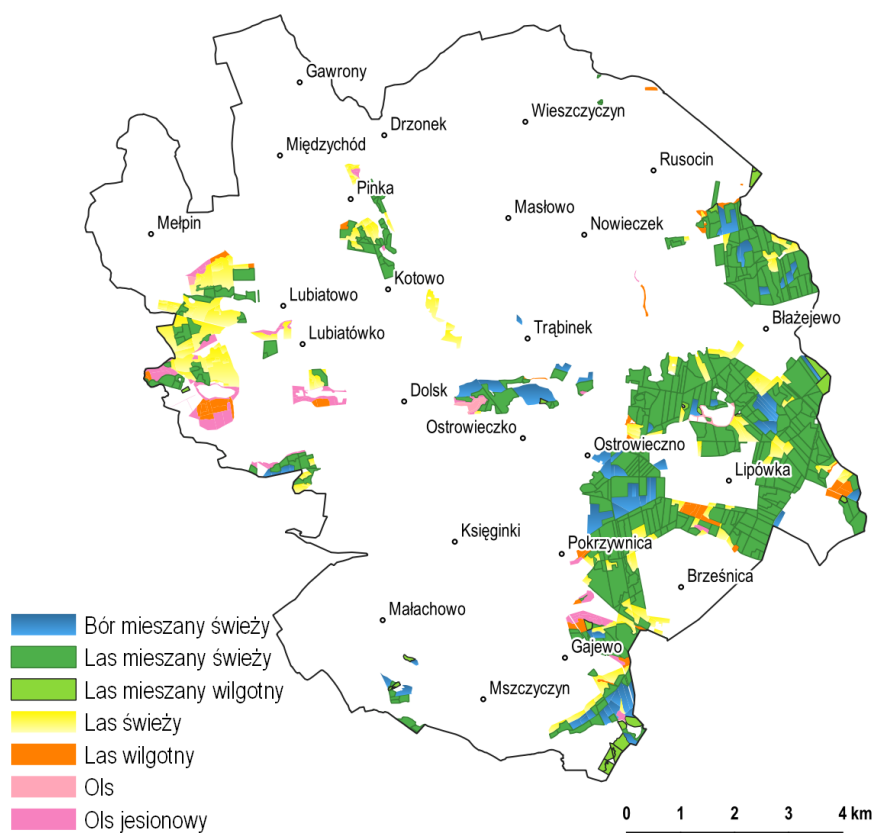 Gawrony
Wieszczyczyn
Drzonek
Międzychód
Rusocin
Pinka
Masłowo
Mełpin
Nowieczek
Kotowo
Lubiatowo
Błażejewo
Lubiatówko
Trąbinek
Dolsk
Ostrowieczko
Ostrowieczno
Lipówka
Księginki
Pokrzywnica
Brześnica
Małachowo
Gajewo
Mszczyczyn
Bór mieszany świeży
Las mieszany świeży
Las mieszany wilgotny
Las świeży
Las wilgotny
Ols
Ols jesionowy
0 1 2 3 4 km